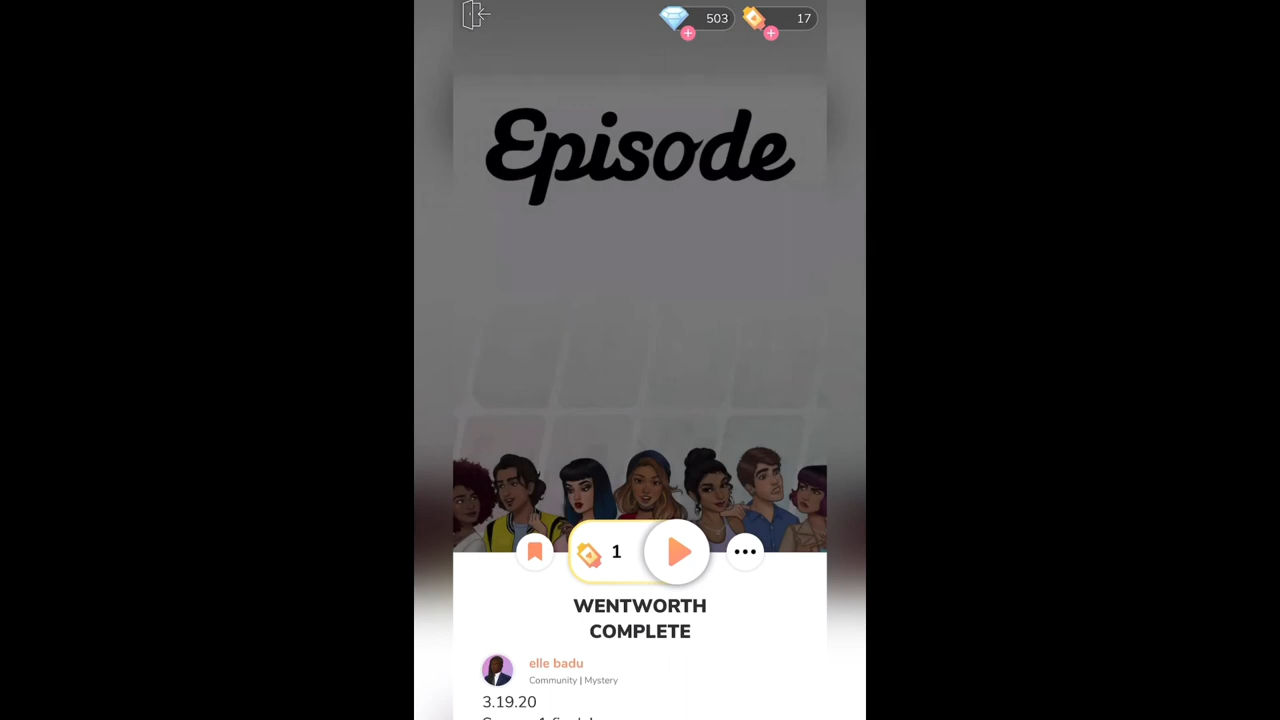 503
17
Episode
1
WENTWORTH
COMPLETE
elle badu
Community | Mystery
3.19.20